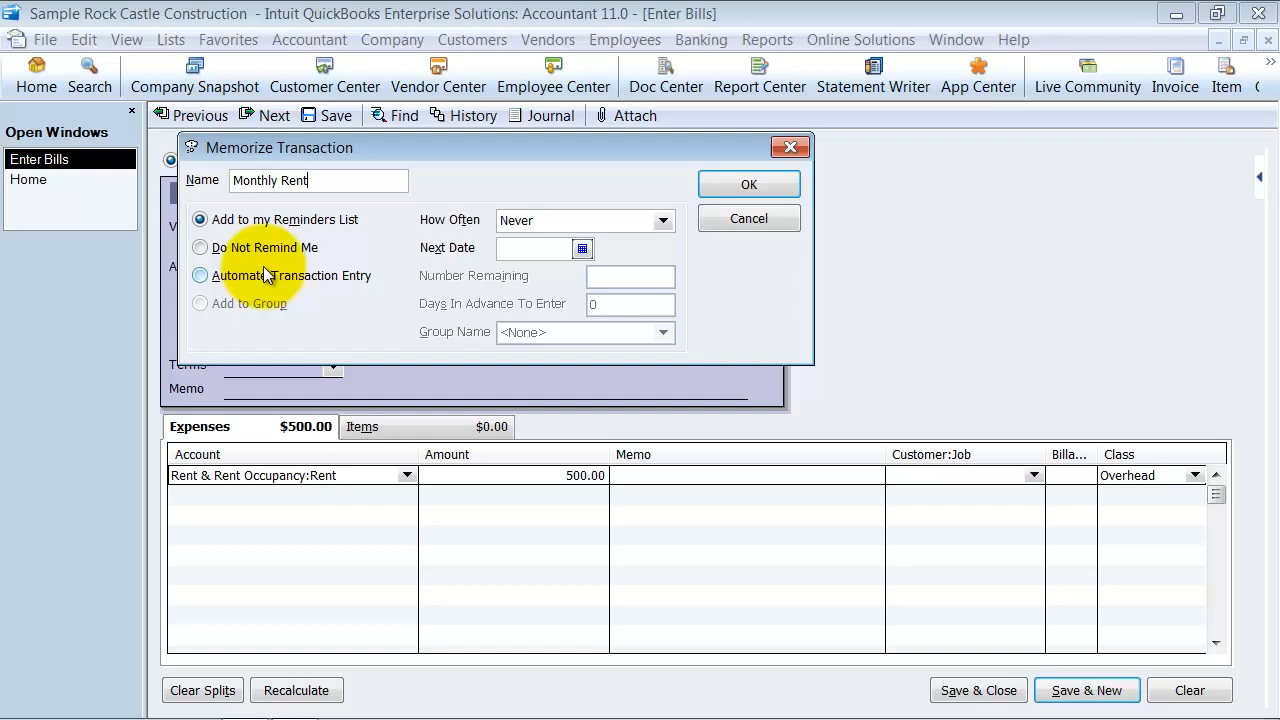 Sample Rock Castle Construction - Intuit QuickBooks Enterprise Solutions: Accountant 11.0 - [Enter Bills]
File Edit View Lists Favorites Accountant Company Customers Vendors Employees Banking Reports Online Solutions Window Help
Home Search Company Snapshot Customer Center Vendor Center Employee Center Doc Center Report Center Statement Writer App Center Live Community Invoice Item
Previous Next Save Find History Journal Attach
Open Windows
Enter Bills
Home
Memorize Transaction
Name Monthly Rent
OK
Add to my Reminders List How Often Never
Cancel
Do Not Remind Me Next Date
Automate Transaction Entry Number Remaining
Add to Group Days In Advance To Enter 0
Group Name <None>
Terms
Memo
Expenses $500.00 Items $0.00
Account Amount Memo Customer:Job Billa... Class
Rent & Rent Occupancy:Rent 500.00 Overhead
Clear Splits Recalculate Save & Close Save & New Clear